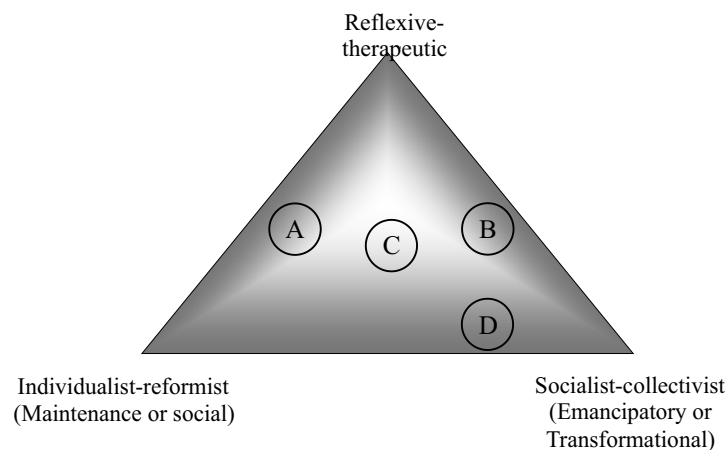 Reflexive-
therapeutic
A
B
C
D
Individualist-reformist
(Maintenance or social)
Socialist-collectivist
(Emancipatory or
Transformational)